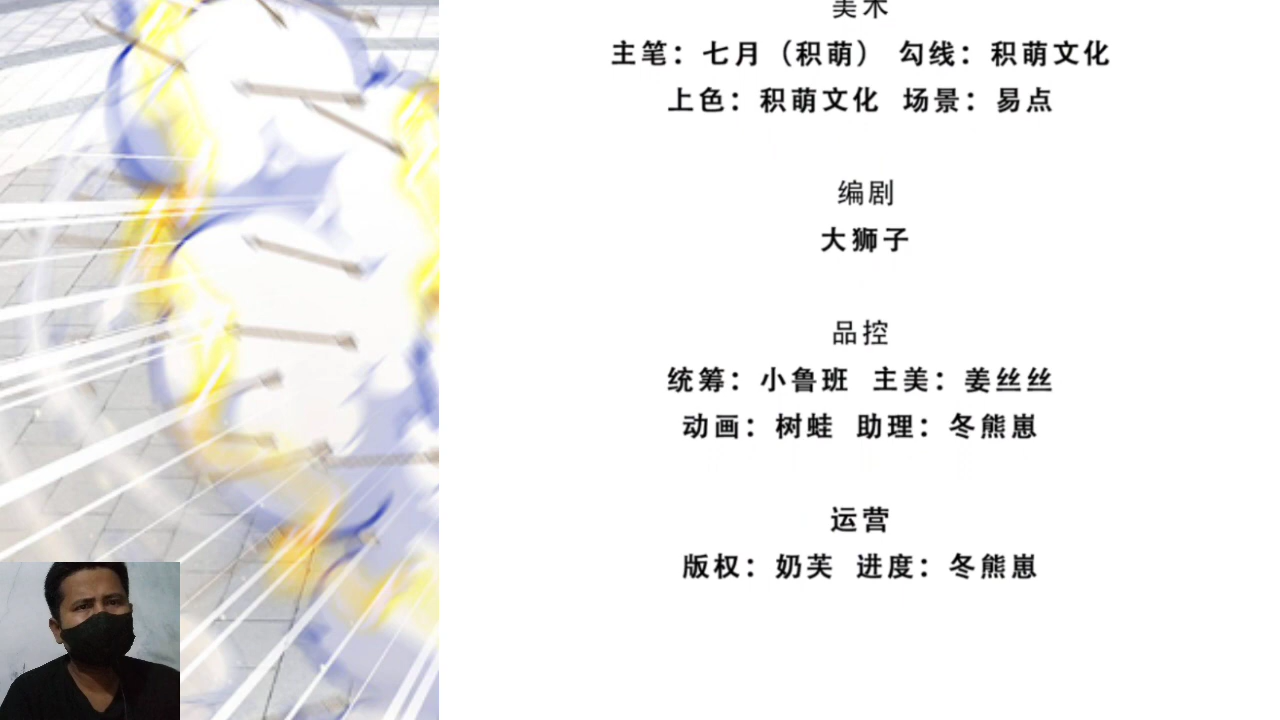 美术
主笔：七月（积萌） 勾线：积萌文化
上色：积萌文化 场景：易点
编剧
大狮子
品控
统筹：小鲁班 主美：姜丝丝
动画：树蛙 助理：冬熊崽
运营
版权：奶芙 进度：冬熊崽